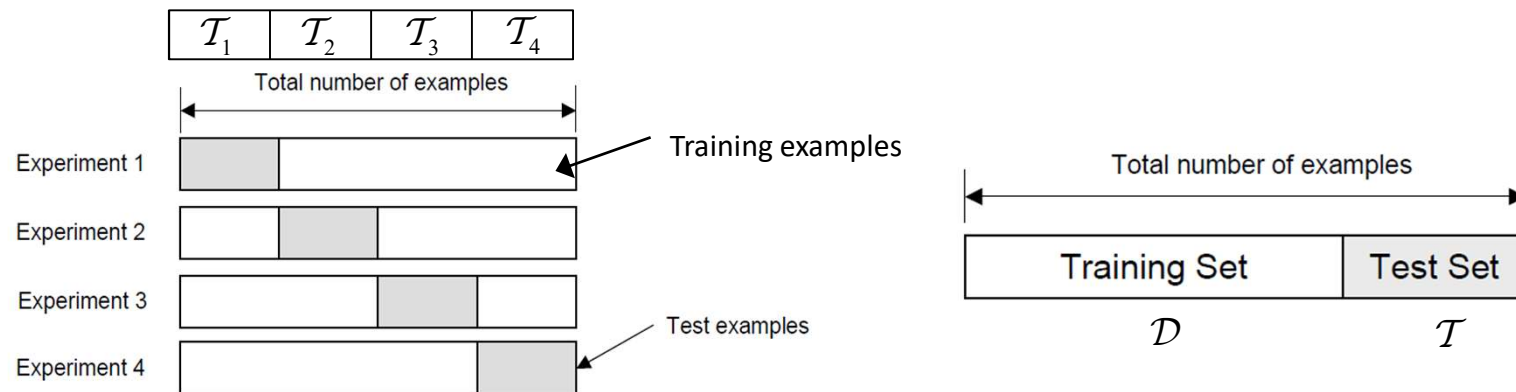 𝒯₁ 𝒯₂ 𝒯₃ 𝒯₄
Total number of examples
Experiment 1
Training examples
Experiment 2
Experiment 3
Test examples
Experiment 4
Total number of examples
Training Set Test Set
𝒟 𝒯